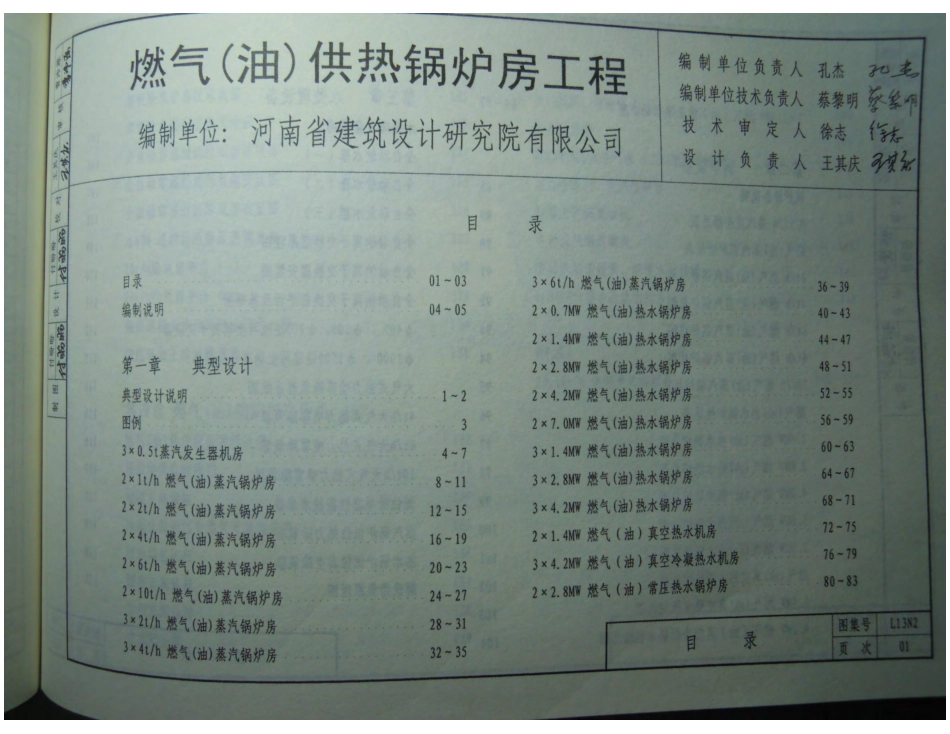 燃气(油)供热锅炉房工程
编制单位: 河南省建筑设计研究院有限公司
编制单位负责人 孔杰
编制单位技术负责人 蔡黎明
技术审定人 徐志
设计负责人 王其庆
目 录
目录 01~03
编制说明 04~05
第一章 典型设计
典型设计说明 1~2
图例 3
3×0.5t蒸汽发生器机房 4~7
2×1t/h 燃气(油)蒸汽锅炉房 8~11
2×2t/h 燃气(油)蒸汽锅炉房 12~15
2×4t/h 燃气(油)蒸汽锅炉房 16~19
2×6t/h 燃气(油)蒸汽锅炉房 20~23
2×10t/h 燃气(油)蒸汽锅炉房 24~27
3×2t/h 燃气(油)蒸汽锅炉房 28~31
3×4t/h 燃气(油)蒸汽锅炉房 32~35
3×6t/h 燃气(油)蒸汽锅炉房 36~39
2×0.7MW 燃气(油)热水锅炉房 40~43
2×1.4MW 燃气(油)热水锅炉房 44~47
2×2.8MW 燃气(油)热水锅炉房 48~51
2×4.2MW 燃气(油)热水锅炉房 52~55
2×7.0MW 燃气(油)热水锅炉房 56~59
3×1.4MW 燃气(油)热水锅炉房 60~63
3×2.8MW 燃气(油)热水锅炉房 64~67
3×4.2MW 燃气(油)热水锅炉房 68~71
2×1.4MW 燃气(油)真空热水机房 72~75
3×4.2MW 燃气(油)真空冷凝热水机房 76~79
2×2.8MW 燃气(油)常压热水锅炉房 80~83
目 录
图集号 L13N2
页 次 01